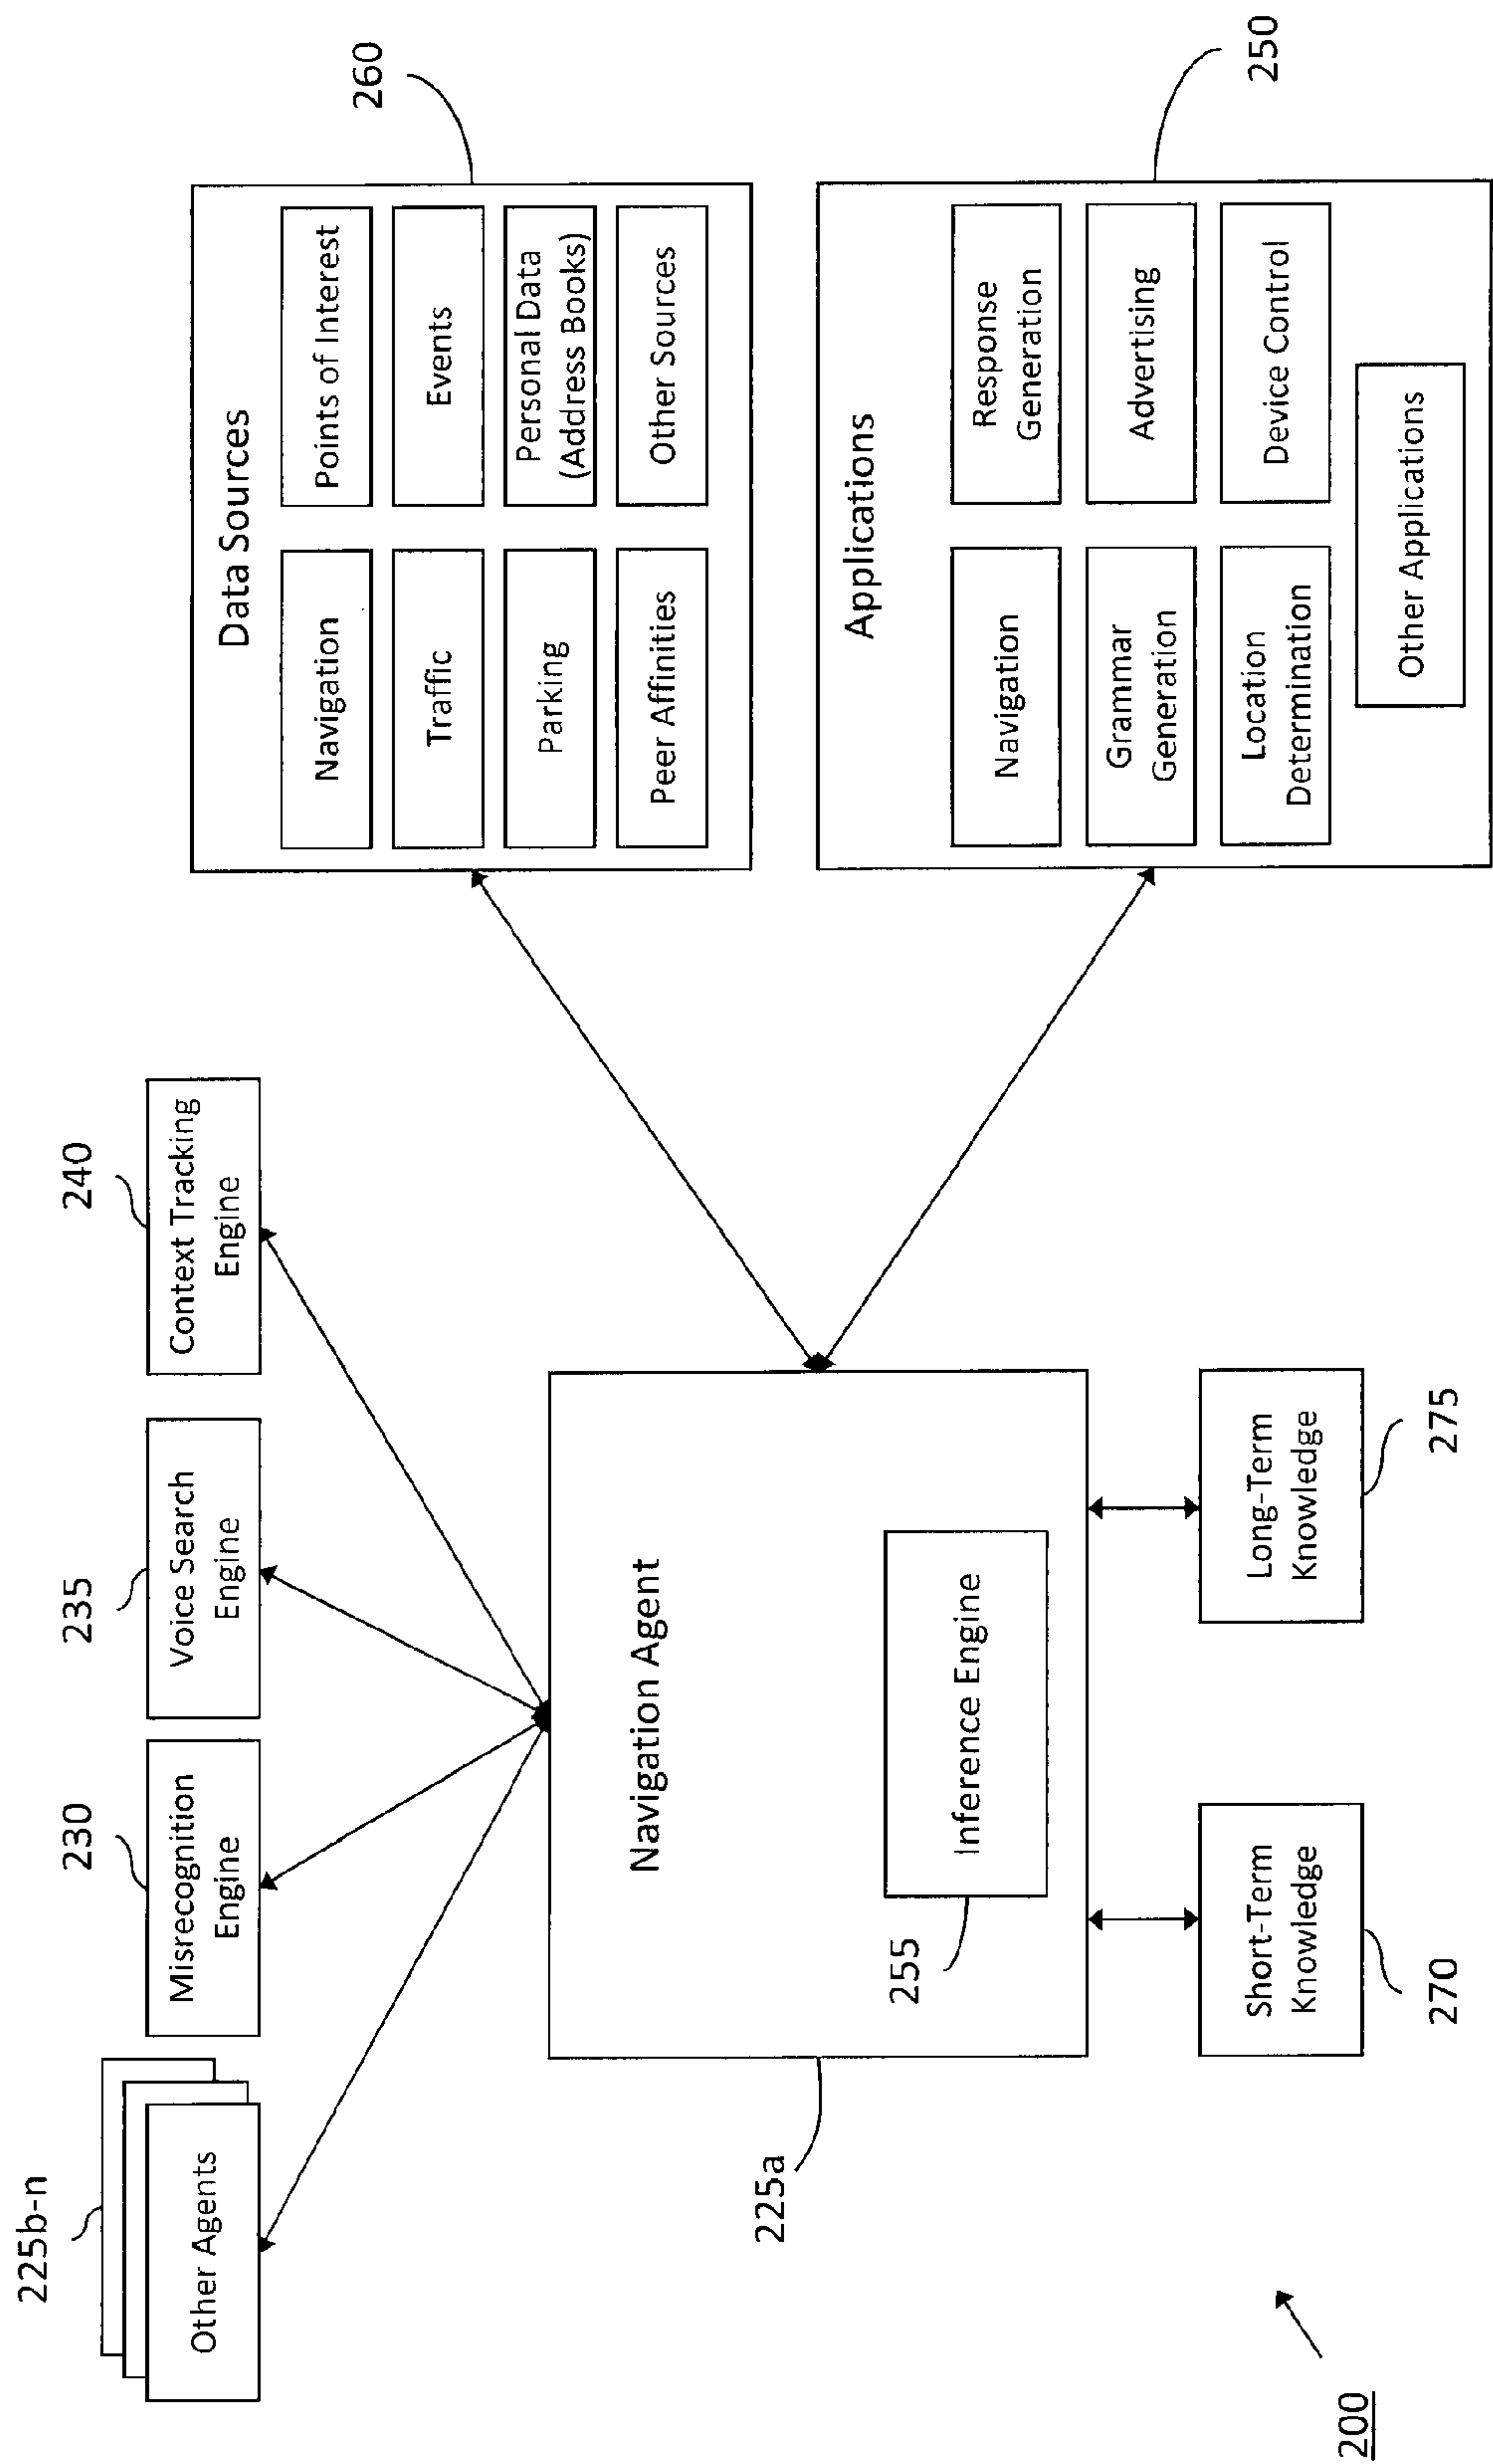 225b-n
230
235
240
260
Other Agents
Misrecognition
Engine
Voice Search
Engine
Context Tracking
Engine
Data Sources
Navigation
Points of Interest
Traffic
Events
Parking
Personal Data
(Address Books)
Peer Affinities
Other Sources
Navigation Agent
225a
255
Inference Engine
Applications
Navigation
Response
Generation
Grammar
Generation
Advertising
Location
Determination
Device Control
Other Applications
250
Short-Term
Knowledge
Long-Term
Knowledge
200
270
275